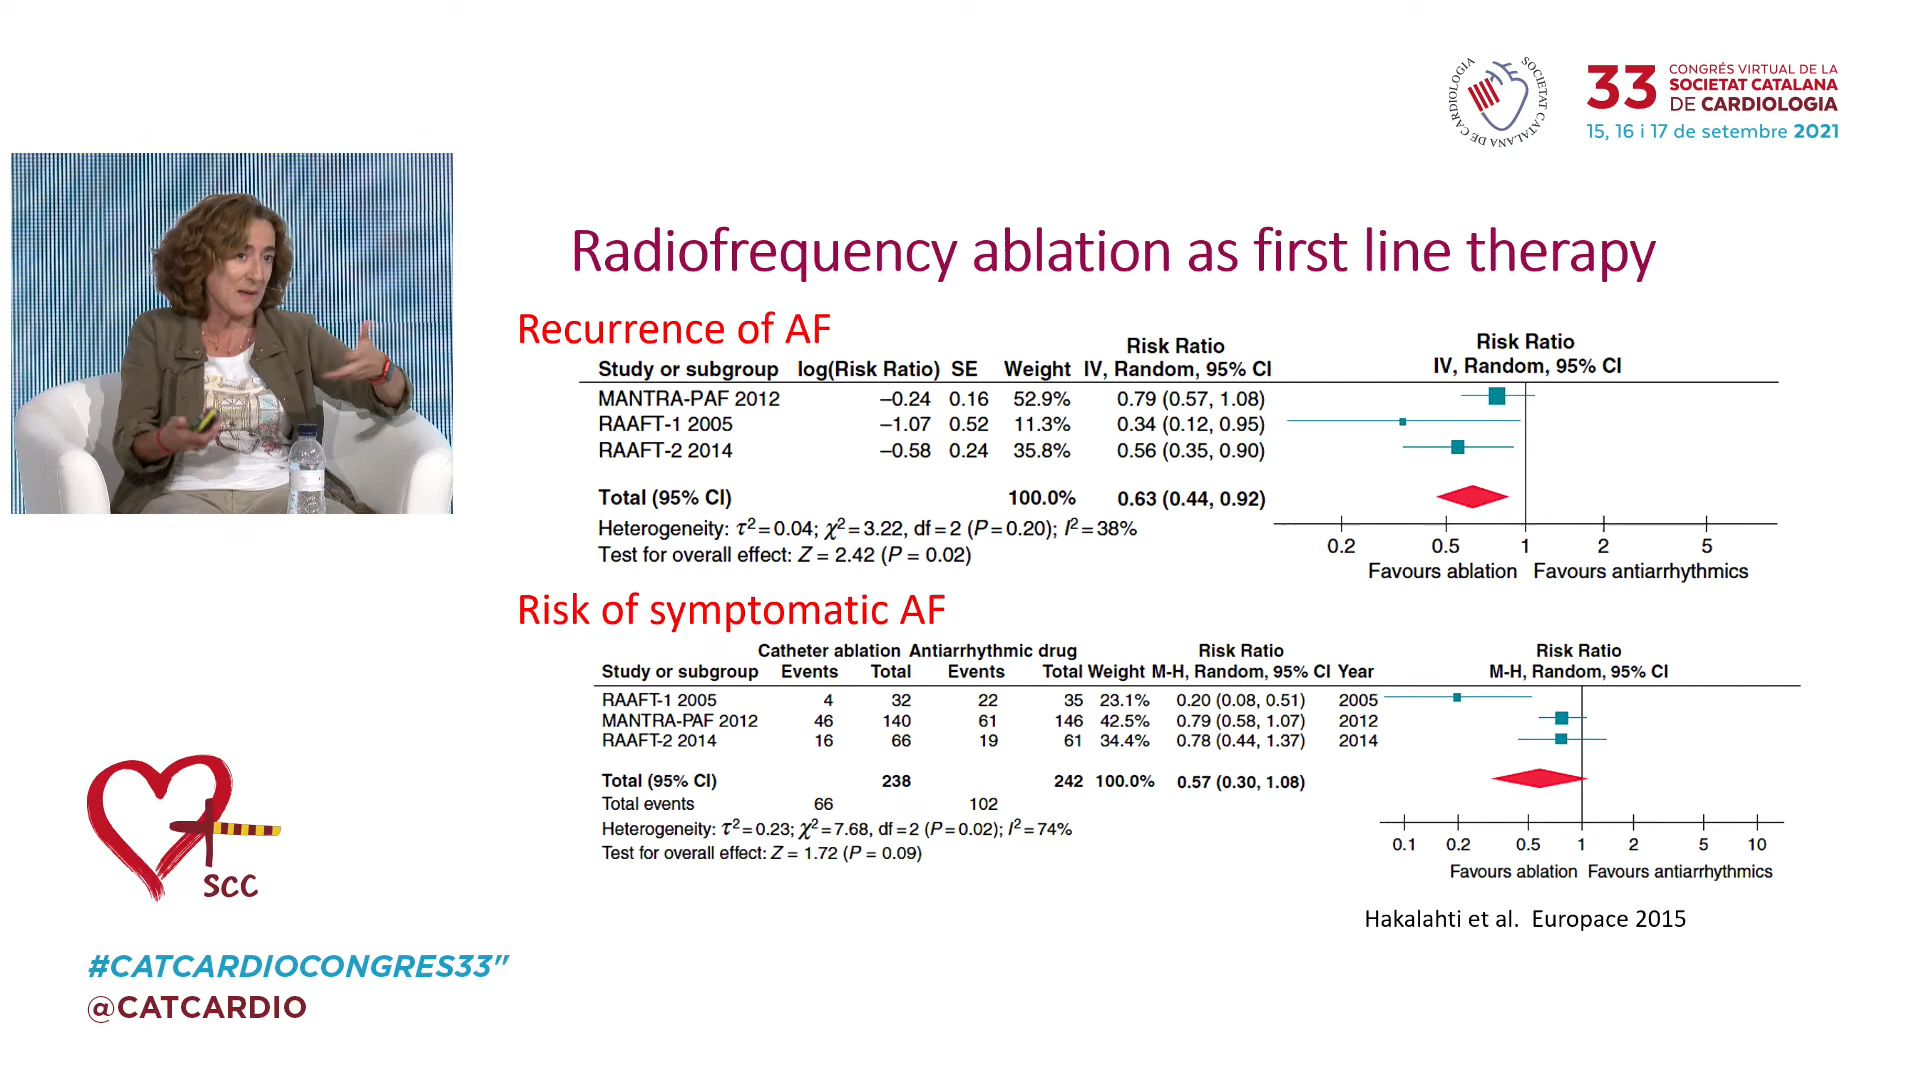 SOCIETAT CATALANA DE CARDIOLOGIA
33 CONGRÉS VIRTUAL DE LA
SOCIETAT CATALANA
DE CARDIOLOGIA
15, 16 i 17 de setembre 2021
Radiofrequency ablation as first line therapy
Recurrence of AF
Risk Ratio Risk Ratio
Study or subgroup log(Risk Ratio) SE Weight IV, Random, 95% CI IV, Random, 95% CI
MANTRA-PAF 2012 –0.24 0.16 52.9% 0.79 (0.57, 1.08)
RAAFT-1 2005 –1.07 0.52 11.3% 0.34 (0.12, 0.95)
RAAFT-2 2014 –0.58 0.24 35.8% 0.56 (0.35, 0.90)
Total (95% CI) 100.0% 0.63 (0.44, 0.92)
Heterogeneity: τ²=0.04; χ²=3.22, df=2 (P=0.20); I²=38%
Test for overall effect: Z = 2.42 (P = 0.02)
0.2 0.5 1 2 5
Favours ablation Favours antiarrhythmics
Risk of symptomatic AF
Catheter ablation Antiarrhythmic drug Risk Ratio Risk Ratio
Study or subgroup Events Total Events Total Weight M-H, Random, 95% CI Year M-H, Random, 95% CI
RAAFT-1 2005 4 32 22 35 23.1% 0.20 (0.08, 0.51) 2005
MANTRA-PAF 2012 46 140 61 146 42.5% 0.79 (0.58, 1.07) 2012
RAAFT-2 2014 16 66 19 61 34.4% 0.78 (0.44, 1.37) 2014
Total (95% CI) 238 242 100.0% 0.57 (0.30, 1.08)
Total events 66 102
Heterogeneity: τ²=0.23; χ²=7.68, df=2 (P=0.02); I²=74%
Test for overall effect: Z = 1.72 (P = 0.09)
0.1 0.2 0.5 1 2 5 10
Favours ablation Favours antiarrhythmics
Hakalahti et al. Europace 2015
SCC
#CATCARDIOCONGRES33"
@CATCARDIO